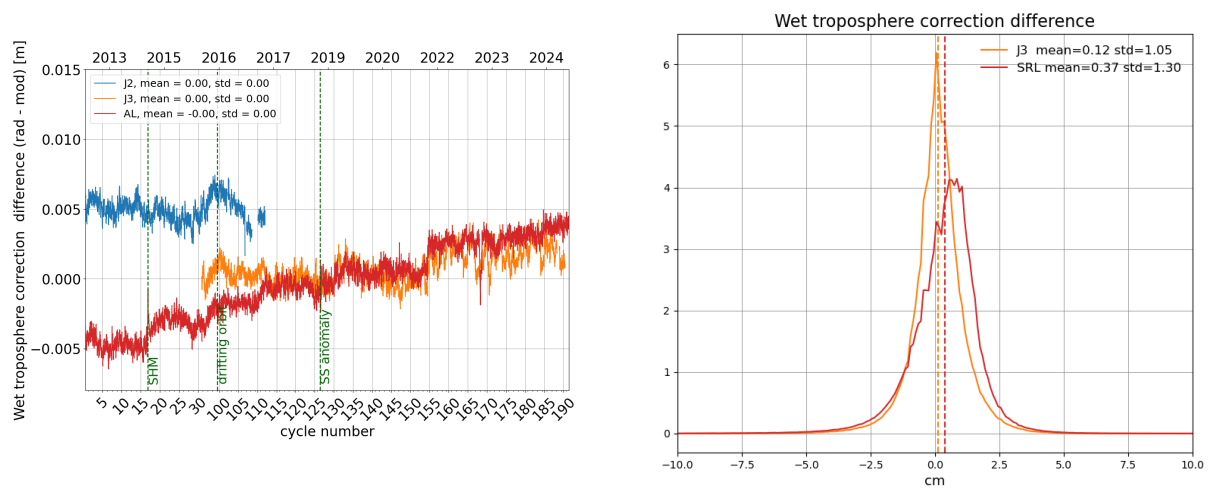 2013 2015 2016 2017 2019 2020 2022 2023 2024
Wet troposphere correction difference (rad - mod) [m]
0.015
0.010
0.005
0.000
−0.005
J2, mean = 0.00, std = 0.00
J3, mean = 0.00, std = 0.00
AL, mean = -0.00, std = 0.00
SHM
drifting orbit
SS anomaly
5 10 15 20 25 30 100 105 110 115 120 125 130 135 140 145 150 155 160 165 170 175 180 185 190
cycle number
Wet troposphere correction difference
J3 mean=0.12 std=1.05
SRL mean=0.37 std=1.30
6
5
4
3
2
1
0
−10.0 −7.5 −5.0 −2.5 0.0 2.5 5.0 7.5 10.0
cm